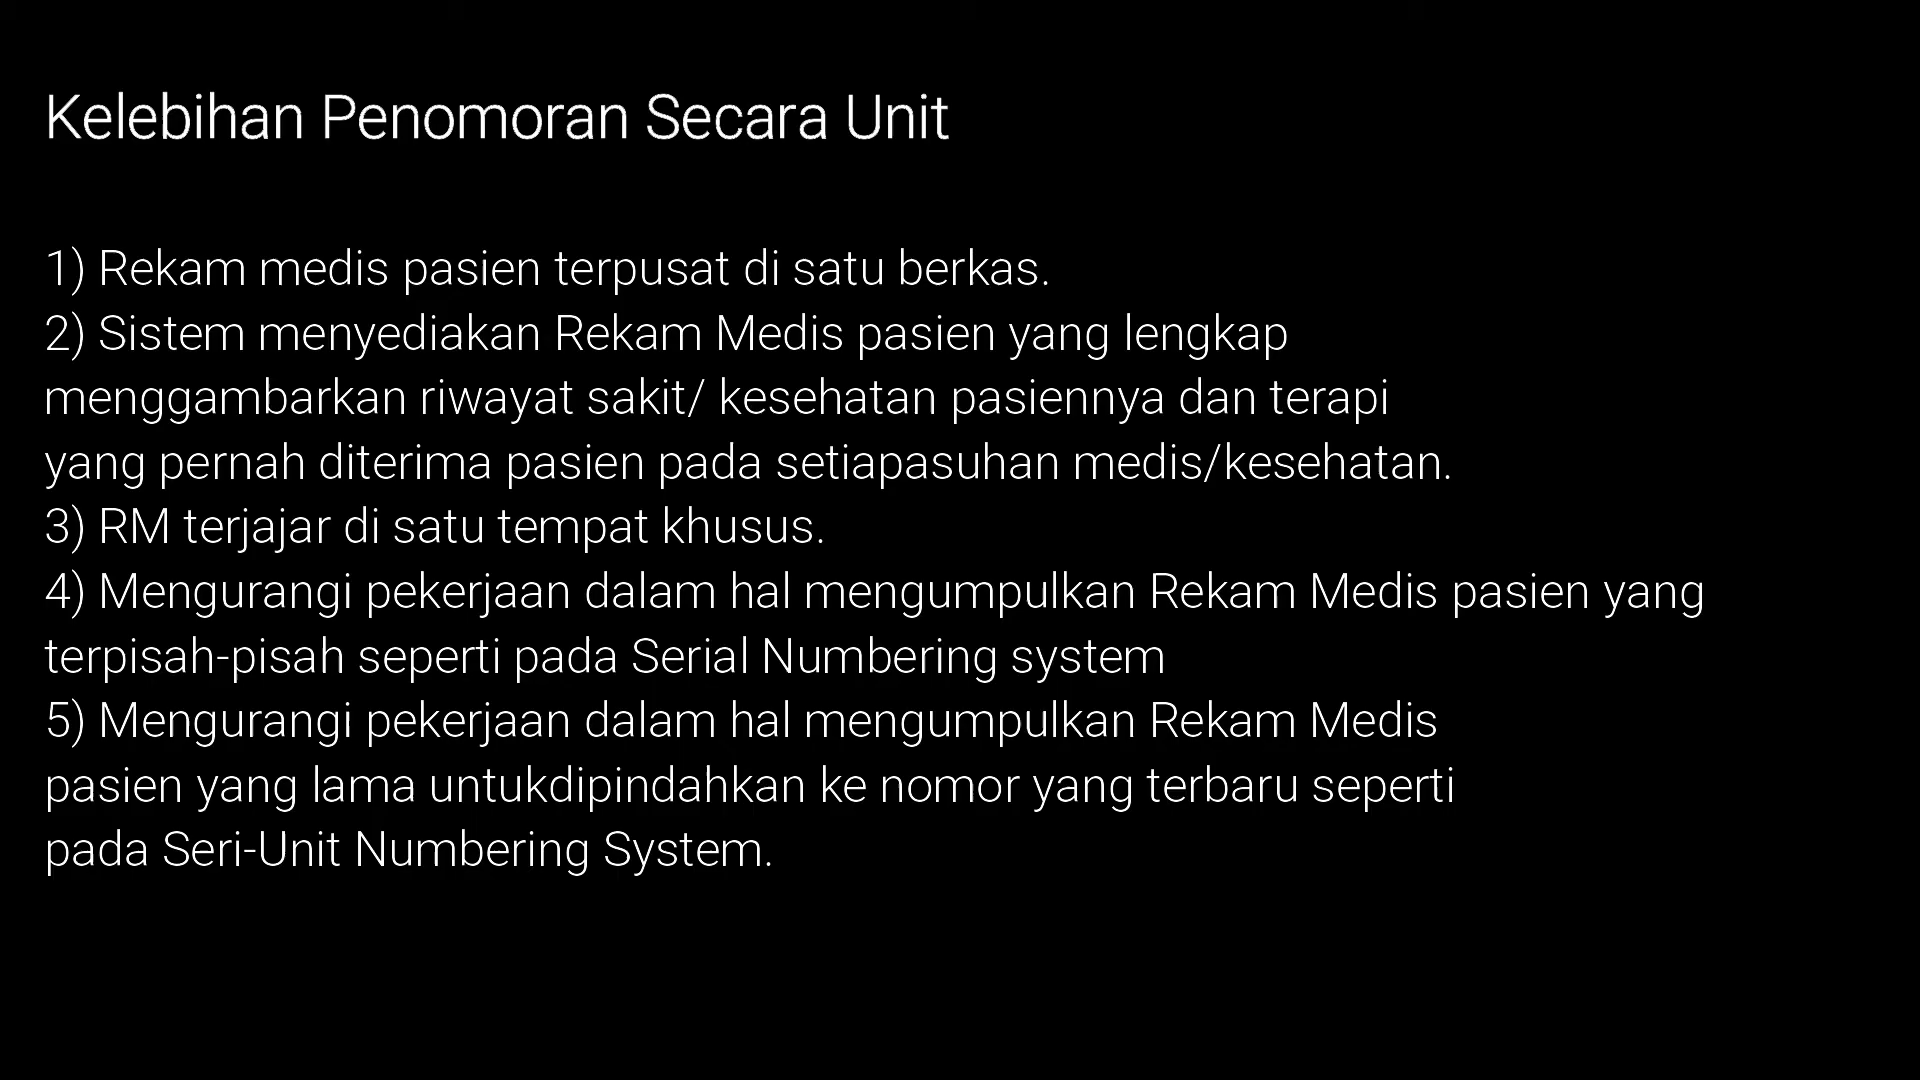 Kelebihan Penomoran Secara Unit
1) Rekam medis pasien terpusat di satu berkas.
2) Sistem menyediakan Rekam Medis pasien yang lengkap
menggambarkan riwayat sakit/ kesehatan pasiennya dan terapi
yang pernah diterima pasien pada setiapasuhan medis/kesehatan.
3) RM terjajar di satu tempat khusus.
4) Mengurangi pekerjaan dalam hal mengumpulkan Rekam Medis pasien yang
terpisah-pisah seperti pada Serial Numbering system
5) Mengurangi pekerjaan dalam hal mengumpulkan Rekam Medis
pasien yang lama untukdipindahkan ke nomor yang terbaru seperti
pada Seri-Unit Numbering System.